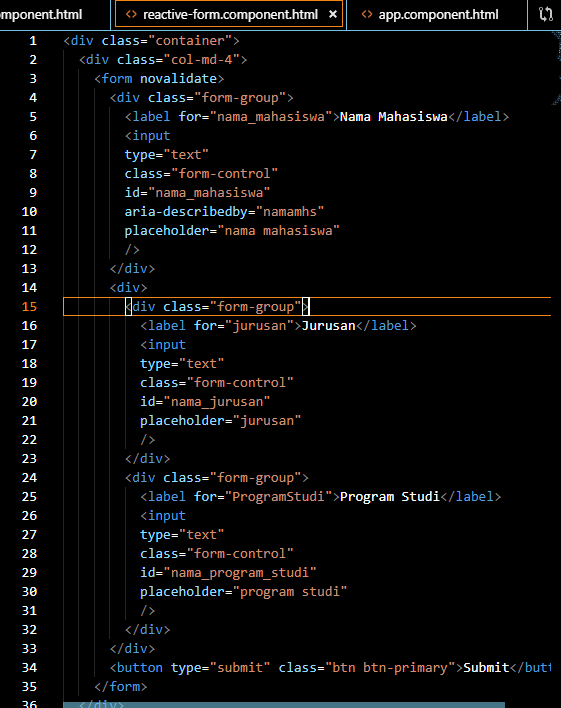 mponent.html <> reactive-form.component.html × <> app.component.html
1 <div class="container">
2 <div class="col-md-4">
3 <form novalidate>
4 <div class="form-group">
5 <label for="nama_mahasiswa">Nama Mahasiswa</label>
6 <input
7 type="text"
8 class="form-control"
9 id="nama_mahasiswa"
10 aria-describedby="namamhs"
11 placeholder="nama mahasiswa"
12 />
13 </div>
14 <div>
15 <div class="form-group">
16 <label for="jurusan">Jurusan</label>
17 <input
18 type="text"
19 class="form-control"
20 id="nama_jurusan"
21 placeholder="jurusan"
22 />
23 </div>
24 <div class="form-group">
25 <label for="ProgramStudi">Program Studi</label>
26 <input
27 type="text"
28 class="form-control"
29 id="nama_program_studi"
30 placeholder="program studi"
31 />
32 </div>
33 </div>
34 <button type="submit" class="btn btn-primary">Submit</butt
35 </form>
36 </div>